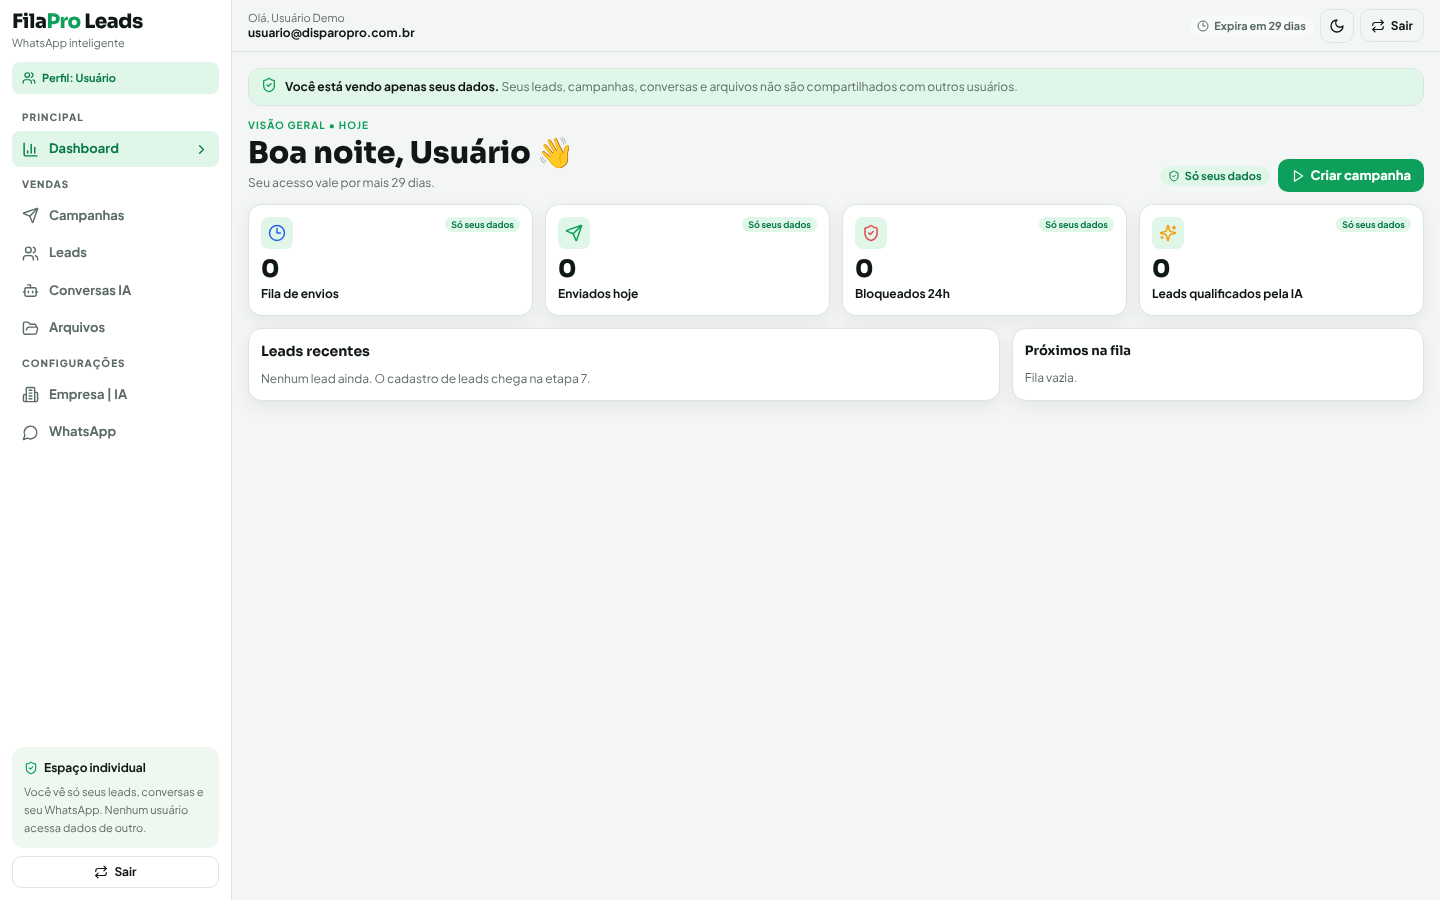 FilaPro Leads
WhatsApp inteligente
Perfil: Usuário
PRINCIPAL
Dashboard
VENDAS
Campanhas
Leads
Conversas IA
Arquivos
CONFIGURAÇÕES
Empresa | IA
WhatsApp
Espaço individual
Você vê só seus leads, conversas e
seu WhatsApp. Nenhum usuário
acessa dados de outro.
Sair
Olá, Usuário Demo
usuario@disparopro.com.br
Expira em 29 dias
Sair
Você está vendo apenas seus dados. Seus leads, campanhas, conversas e arquivos não são compartilhados com outros usuários.
VISÃO GERAL • HOJE
Boa noite, Usuário 👋
Seu acesso vale por mais 29 dias.
Só seus dados
Criar campanha
Só seus dados
0
Fila de envios
Só seus dados
0
Enviados hoje
Só seus dados
0
Bloqueados 24h
Só seus dados
0
Leads qualificados pela IA
Leads recentes
Nenhum lead ainda. O cadastro de leads chega na etapa 7.
Próximos na fila
Fila vazia.